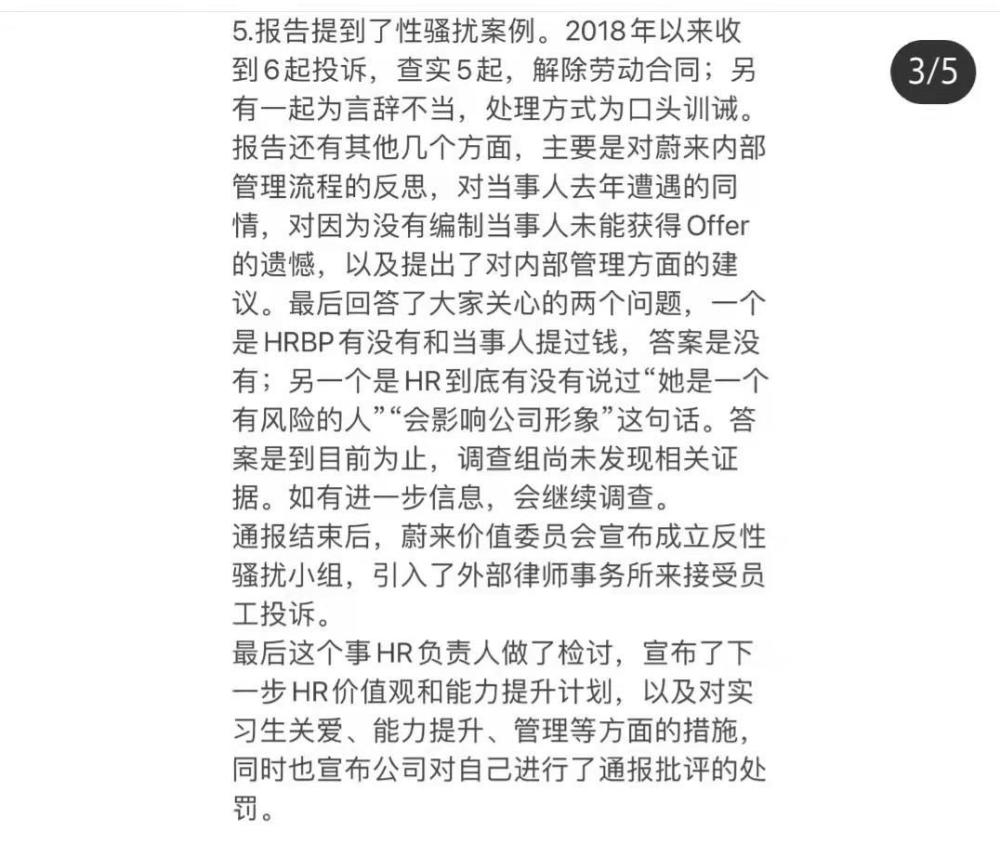 5.报告提到了性骚扰案例。2018年以来收
到6起投诉，查实5起，解除劳动合同；另
有一起为言辞不当，处理方式为口头训诫。
报告还有其他几个方面，主要是对蔚来内部
管理流程的反思，对当事人去年遭遇的同
情，对因为没有编制当事人未能获得Offer
的遗憾，以及提出了对内部管理方面的建
议。最后回答了大家关心的两个问题，一个
是HRBP有没有和当事人提过钱，答案是没
有；另一个是HR到底有没有说过“她是一个
有风险的人”“会影响公司形象”这句话。答
案是到目前为止，调查组尚未发现相关证
据。如有进一步信息，会继续调查。
通报结束后，蔚来价值委员会宣布成立反性
骚扰小组，引入了外部律师事务所来接受员
工投诉。
最后这个事HR负责人做了检讨，宣布了下
一步HR价值观和能力提升计划，以及对实
习生关爱、能力提升、管理等方面的措施，
同时也宣布公司对自己进行了通报批评的处
罚。
3/5